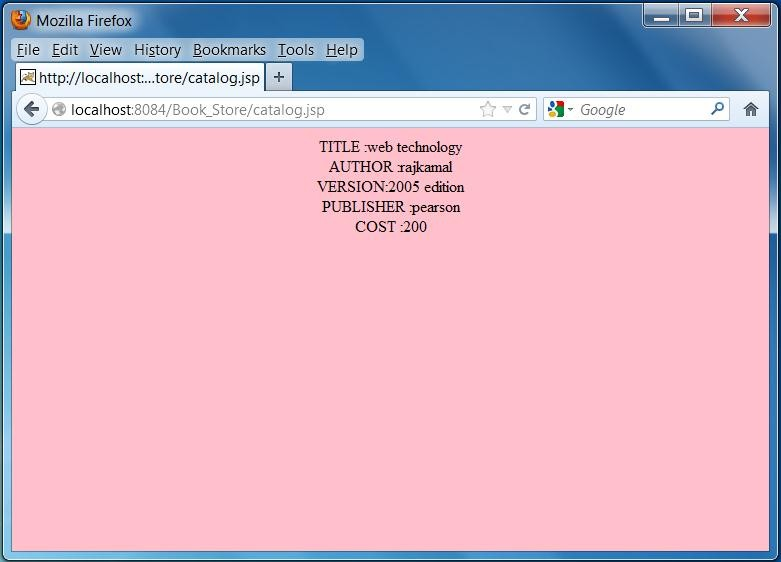 Mozilla Firefox
File Edit View History Bookmarks Tools Help
http://localhost:...tore/catalog.jsp +
localhost:8084/Book_Store/catalog.jsp Google
TITLE :web technology
AUTHOR :rajkamal
VERSION:2005 edition
PUBLISHER :pearson
COST :200